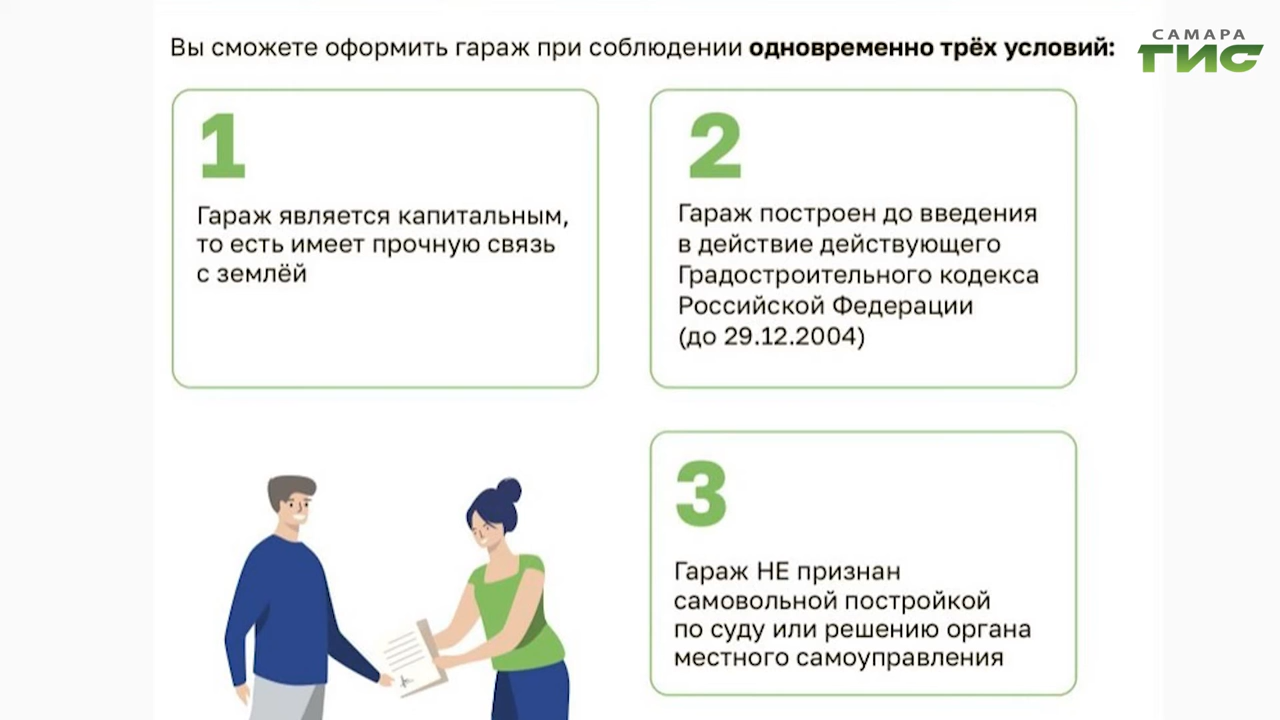 Вы сможете оформить гараж при соблюдении одновременно трёх условий:
САМАРА
ГИС
1
Гараж является капитальным,
то есть имеет прочную связь
с землёй
2
Гараж построен до введения
в действие действующего
Градостроительного кодекса
Российской Федерации
(до 29.12.2004)
3
Гараж НЕ признан
самовольной постройкой
по суду или решению органа
местного самоуправления